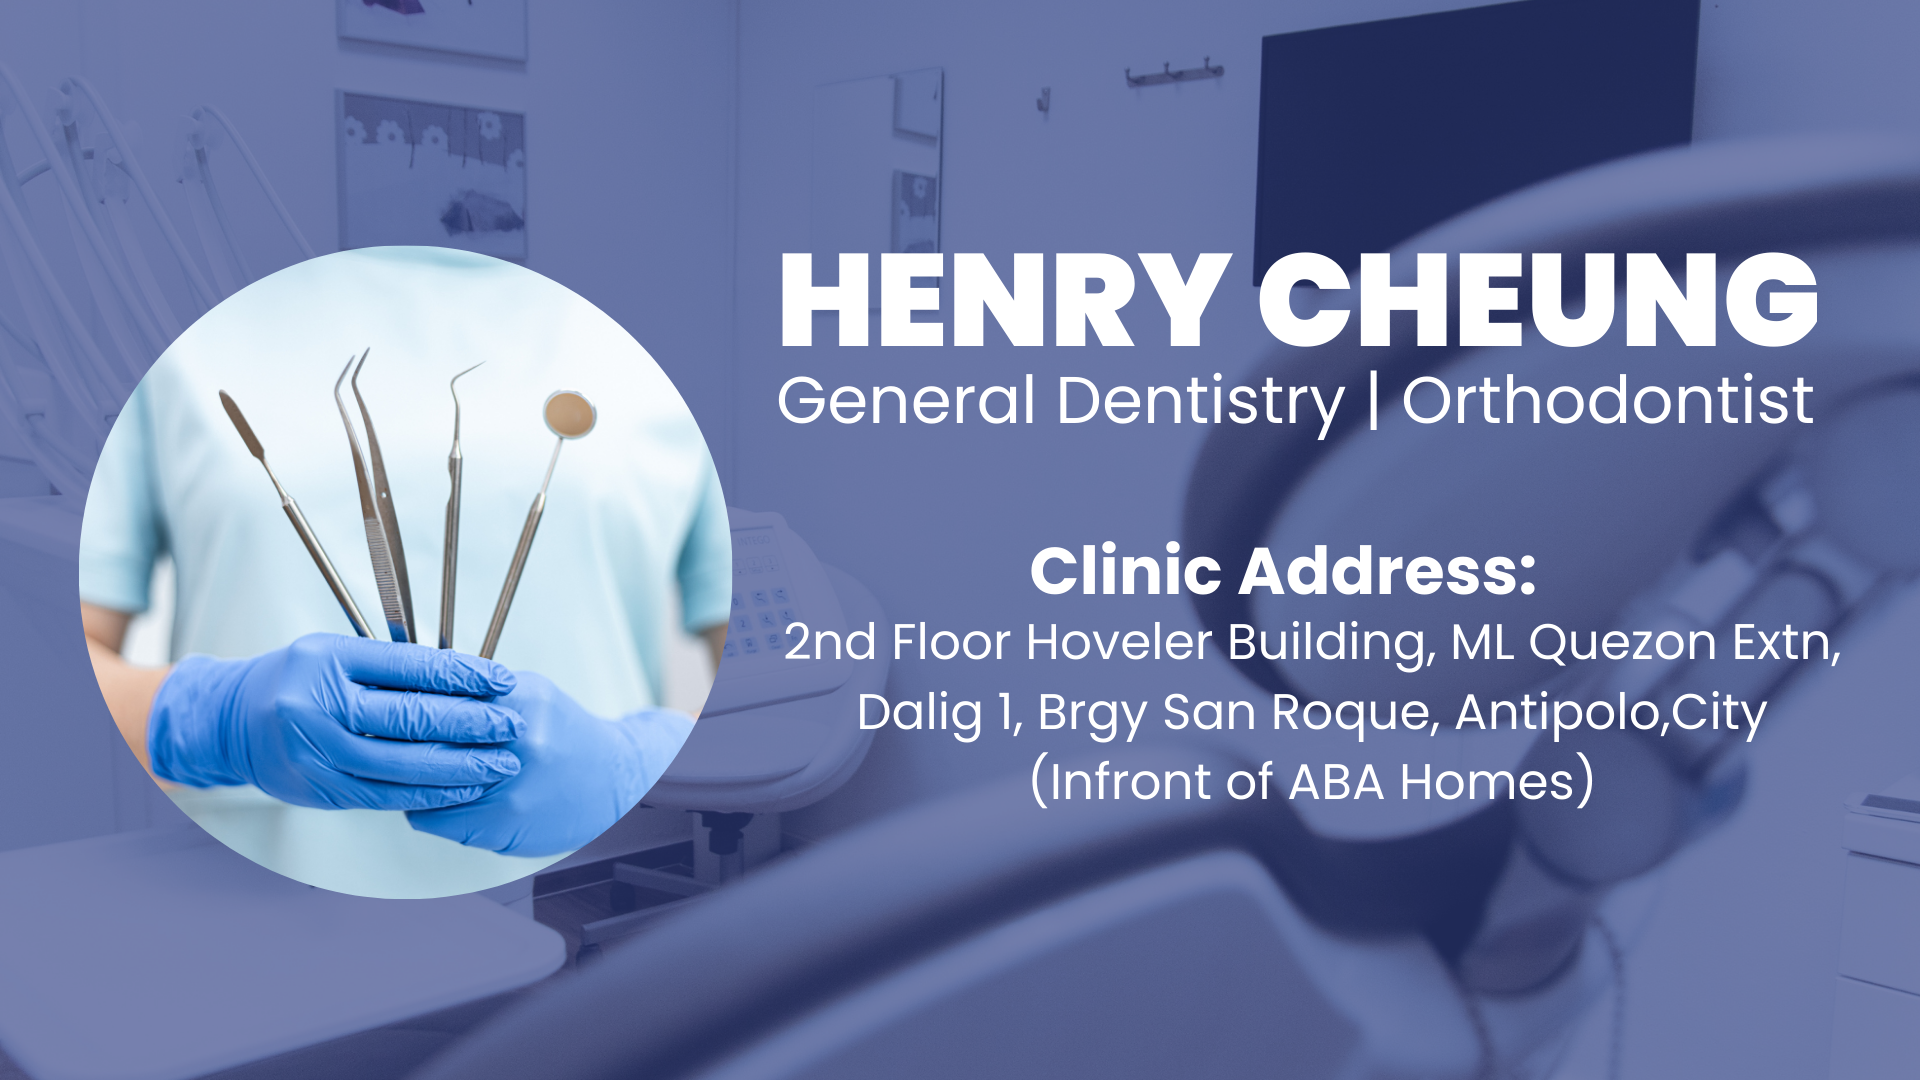 HENRY CHEUNG
General Dentistry | Orthodontist
Clinic Address:
2nd Floor Hoveler Building, ML Quezon Extn,
Dalig 1, Brgy San Roque, Antipolo,City
(Infront of ABA Homes)